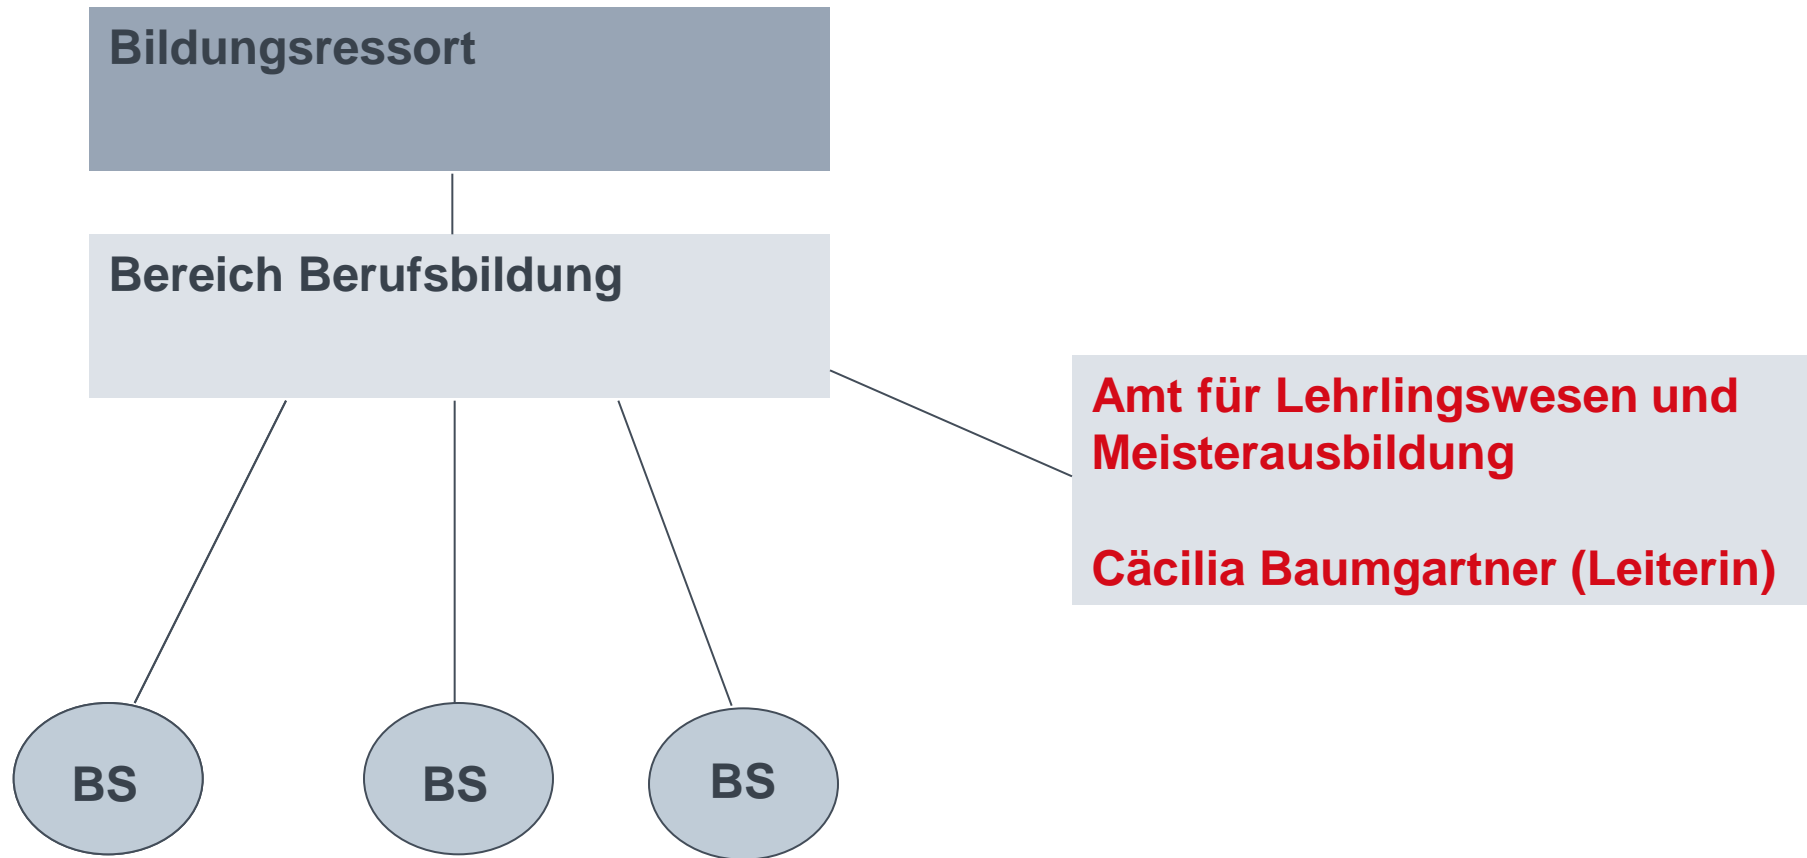 Bildungsressort
Bereich Berufsbildung
Amt für Lehrlingswesen und
Meisterausbildung
Cäcilia Baumgartner (Leiterin)
BS
BS
BS